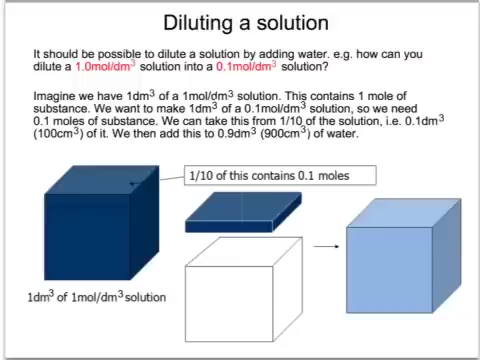 Diluting a solution
It should be possible to dilute a solution by adding water. e.g. how can you
dilute a 1.0mol/dm³ solution into a 0.1mol/dm³ solution?
Imagine we have 1dm³ of a 1mol/dm³ solution. This contains 1 mole of
substance. We want to make 1dm³ of a 0.1mol/dm³ solution, so we need
0.1 moles of substance. We can take this from 1/10 of the solution, i.e. 0.1dm³
(100cm³) of it. We then add this to 0.9dm³ (900cm³) of water.
1/10 of this contains 0.1 moles
1dm³ of 1mol/dm³ solution